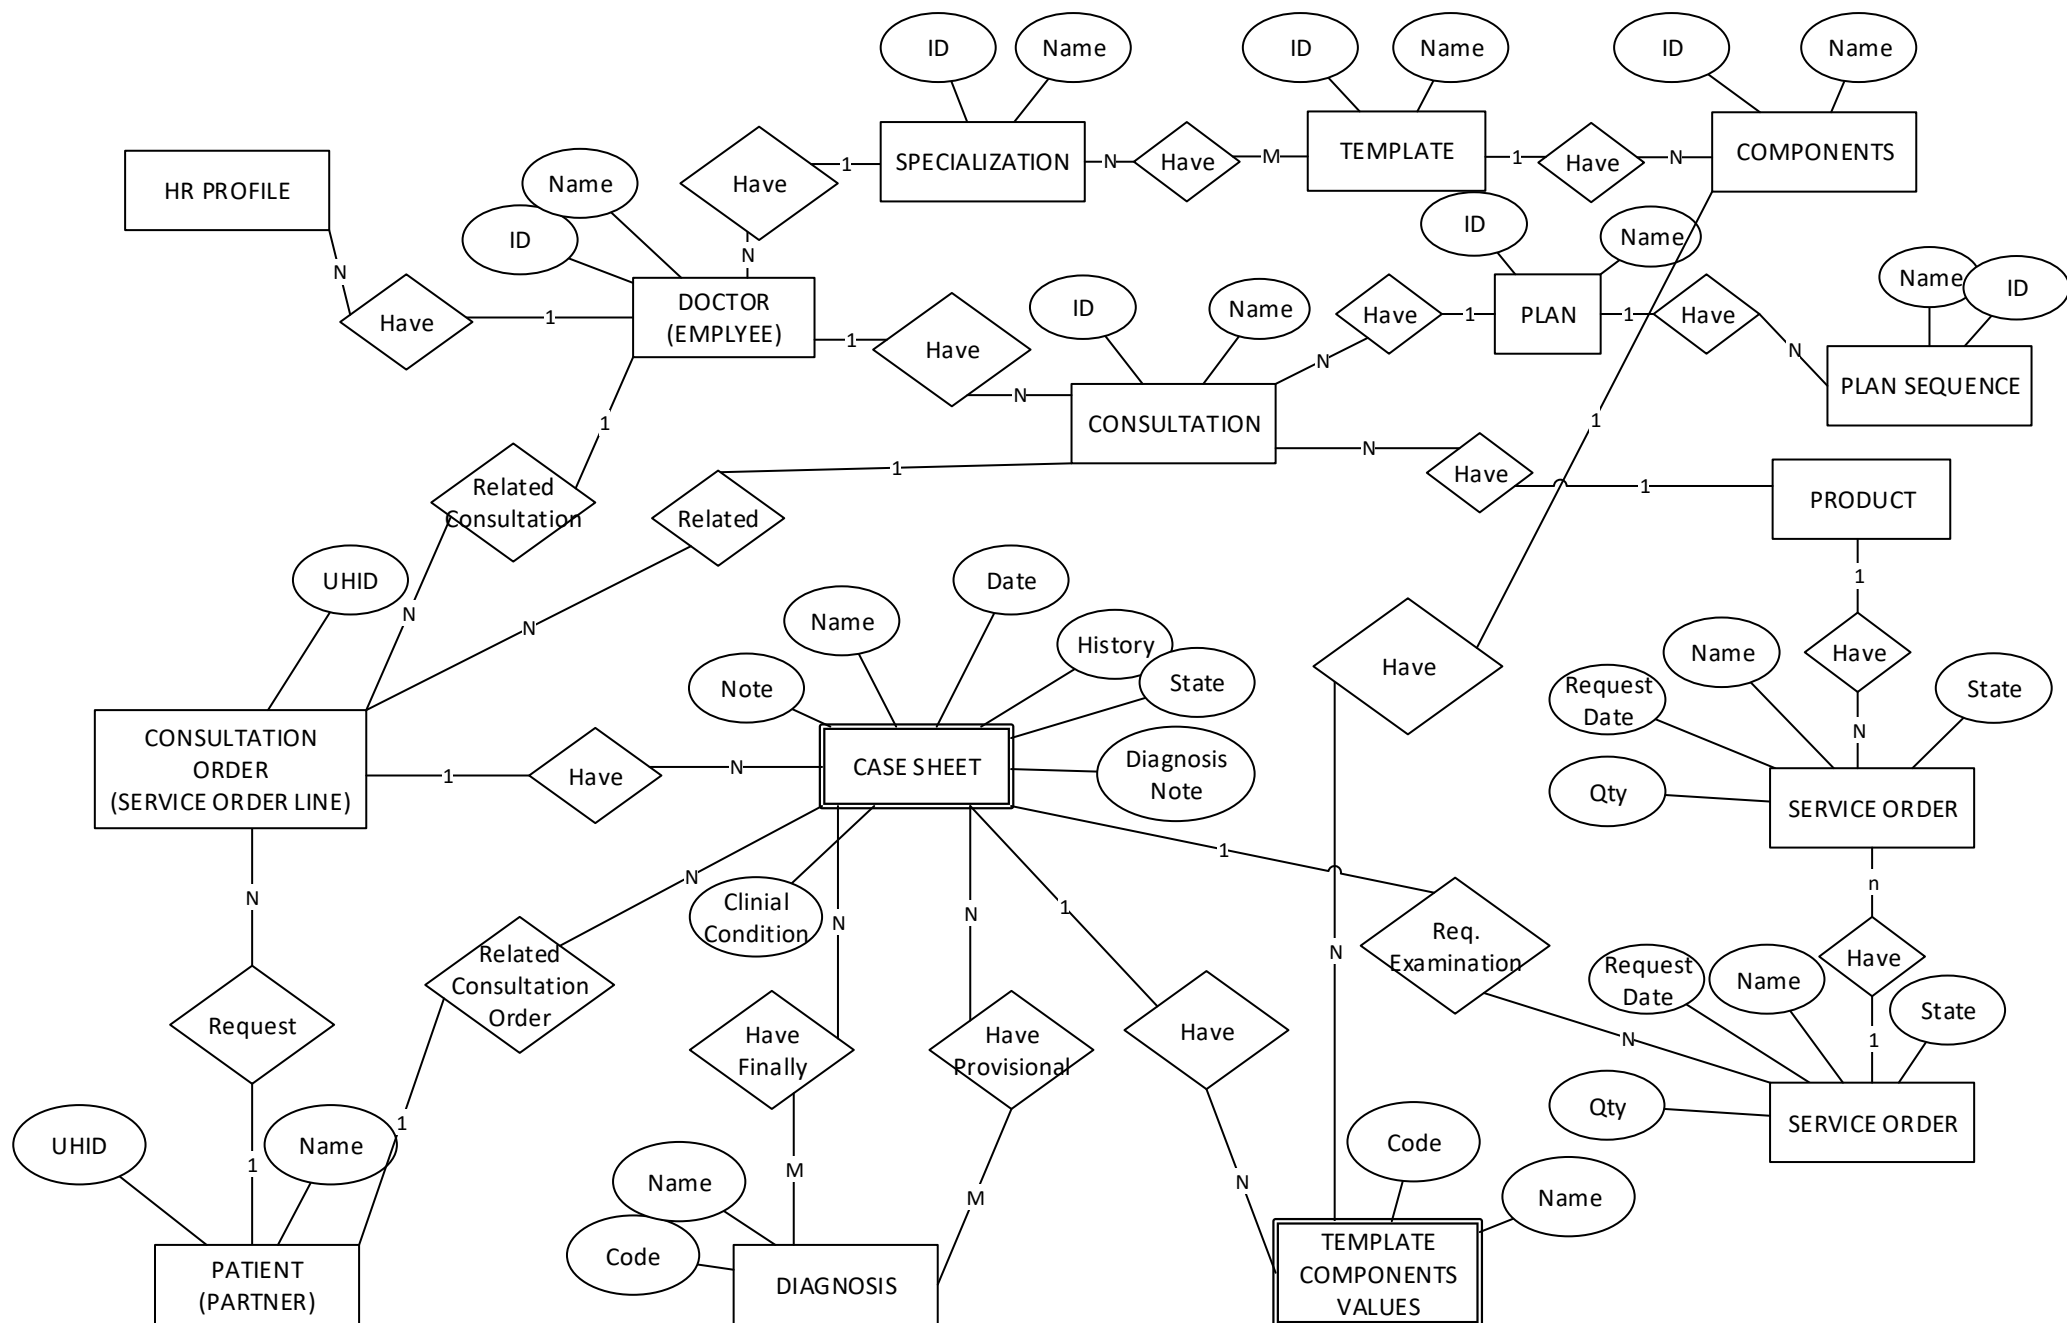 ID
Name
ID
Name
ID
Name
HR PROFILE
Name
ID
Have
1
SPECIALIZATION
N
Have
M
TEMPLATE
1
Have
N
COMPONENTS
N
N
DOCTOR
(EMPLYEE)
Have
1
ID
Name
ID
Name
Name
ID
1
Have
N
CONSULTATION
N
Have
1
PLAN
1
Have
N
PLAN SEQUENCE
1
1
Related
Consultation
N
1
Related
N
N
Have
1
PRODUCT
UHID
Name
Date
History
State
Note
Diagnosis
Note
Have
1
Have
N
Request
Date
Name
State
Qty
SERVICE ORDER
CONSULTATION
ORDER
(SERVICE ORDER LINE)
1
Have
N
CASE SHEET
N
N
Clinial
Condition
N
N
1
1
N
n
Have
1
Request
Related
Consultation
Order
Have
Finally
Have
Provisional
Have
Req.
Examination
N
Request
Date
Name
State
Qty
SERVICE ORDER
UHID
Name
1
1
M
M
N
Name
Code
Code
Name
PATIENT
(PARTNER)
DIAGNOSIS
TEMPLATE
COMPONENTS
VALUES